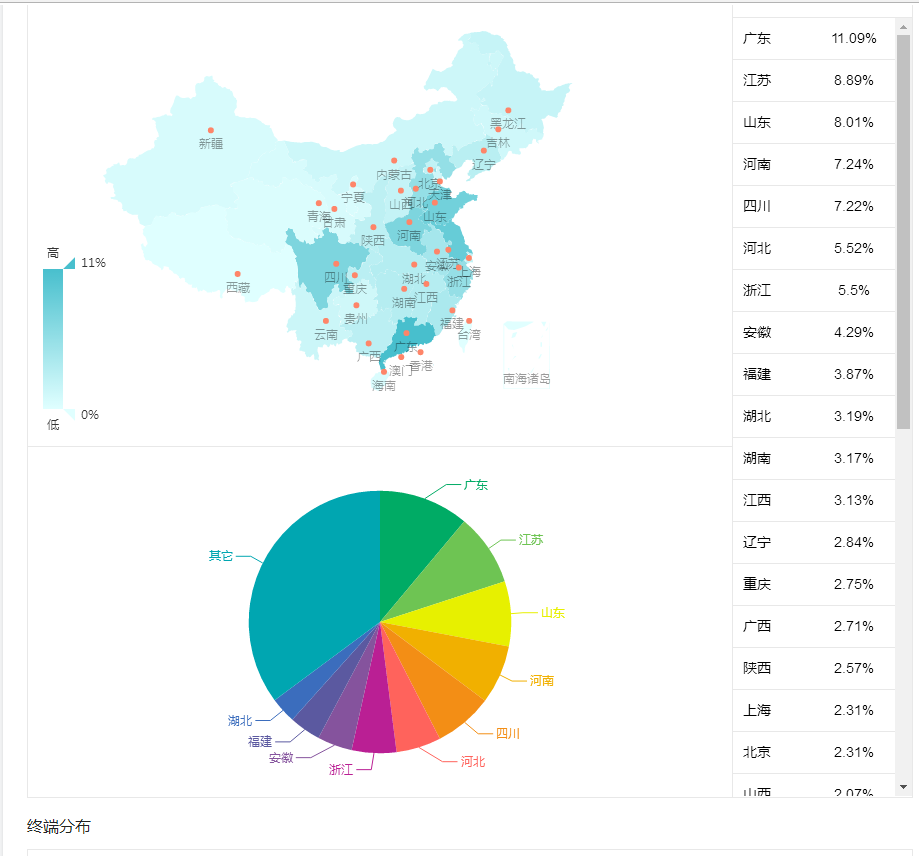 黑龙江
新疆
吉林
辽宁
内蒙古
北京
天津
宁夏
山西
河北
青海
甘肃
山东
河南
陕西
安徽
江苏
上海
四川
重庆
湖北
浙江
西藏
湖南
江西
贵州
福建
云南
台湾
广东
广西
香港
澳门
海南
南海诸岛
高
11%
0%
低
广东 11.09%
江苏 8.89%
山东 8.01%
河南 7.24%
四川 7.22%
河北 5.52%
浙江 5.5%
安徽 4.29%
福建 3.87%
湖北 3.19%
湖南 3.17%
江西 3.13%
辽宁 2.84%
重庆 2.75%
广西 2.71%
陕西 2.57%
上海 2.31%
北京 2.31%
山西 2.07%
广东
江苏
其它
山东
河南
湖北
四川
福建
安徽
河北
浙江
终端分布